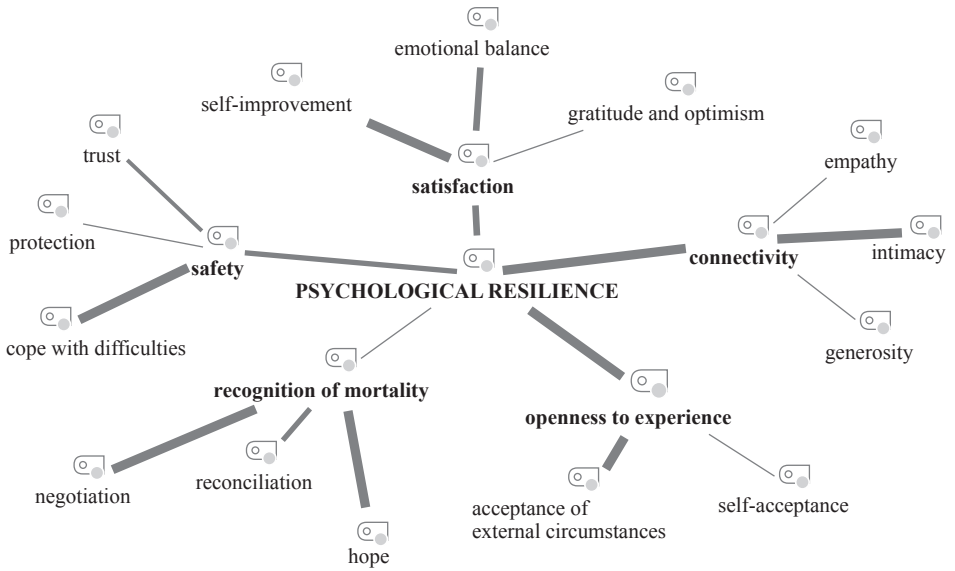 emotional balance
self-improvement
gratitude and optimism
trust
empathy
satisfaction
protection
intimacy
connectivity
safety
PSYCHOLOGICAL RESILIENCE
cope with difficulties
generosity
recognition of mortality
openness to experience
reconciliation
negotiation
acceptance of
external circumstances
self-acceptance
hope